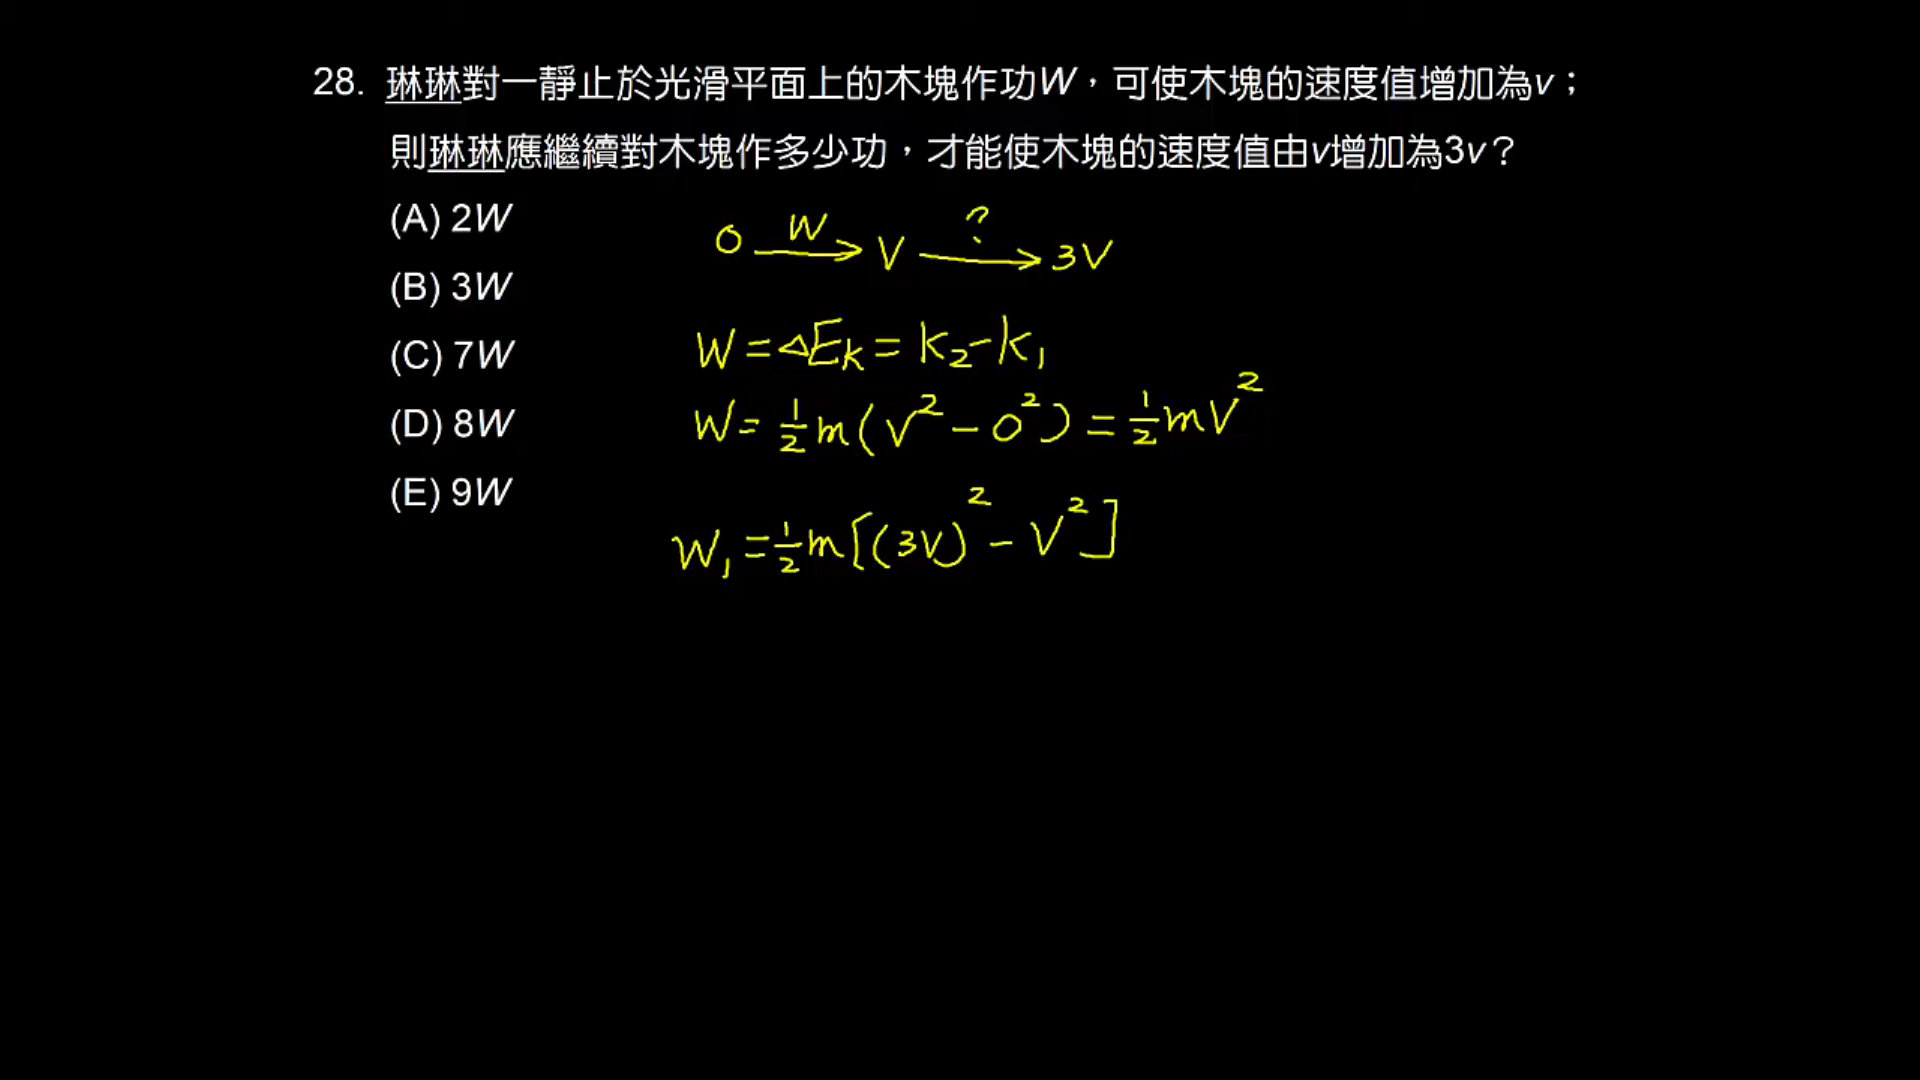 28. 琳琳對一靜止於光滑平面上的木塊作功W，可使木塊的速度值增加為v；
則琳琳應繼續對木塊作多少功，才能使木塊的速度值由v增加為3v？
(A) 2W
(B) 3W
(C) 7W
(D) 8W
(E) 9W
0 —W→ V —?→ 3V
W = ΔEₖ = K₂ - K₁
W = ½m(V² - 0²) = ½mV²
W₁ = ½m[(3V)² - V²]